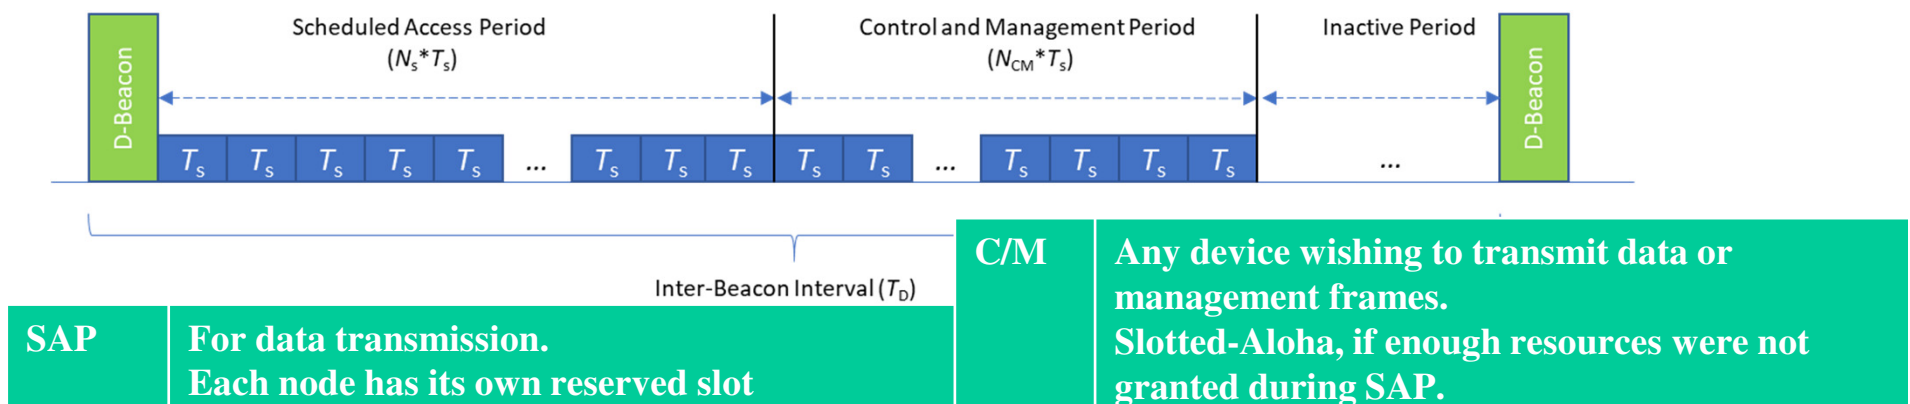 D-Beacon
Scheduled Access Period
(Ns*Ts)
Control and Management Period
(NCM*Ts)
Inactive Period
D-Beacon
Ts Ts Ts Ts Ts ... Ts Ts Ts Ts Ts ... Ts Ts Ts Ts ...
Inter-Beacon Interval (TD)
SAP
For data transmission.
Each node has its own reserved slot
C/M
Any device wishing to transmit data or
management frames.
Slotted-Aloha, if enough resources were not
granted during SAP.